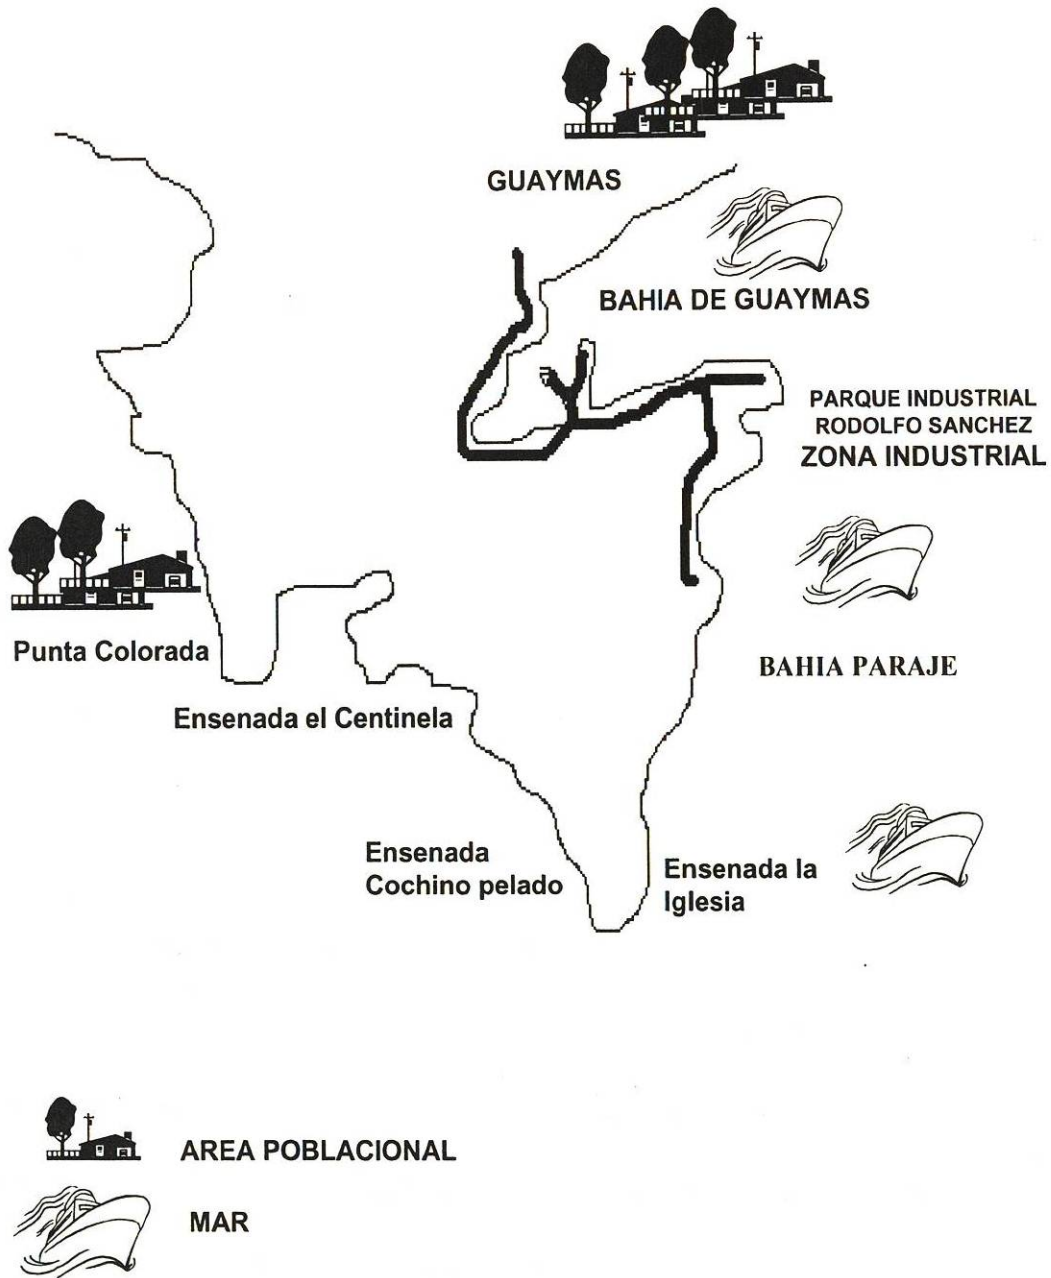 GUAYMAS
BAHIA DE GUAYMAS
PARQUE INDUSTRIAL
RODOLFO SANCHEZ
ZONA INDUSTRIAL
Punta Colorada
BAHIA PARAJE
Ensenada el Centinela
Ensenada
Cochino pelado
Ensenada la
Iglesia
AREA POBLACIONAL
MAR